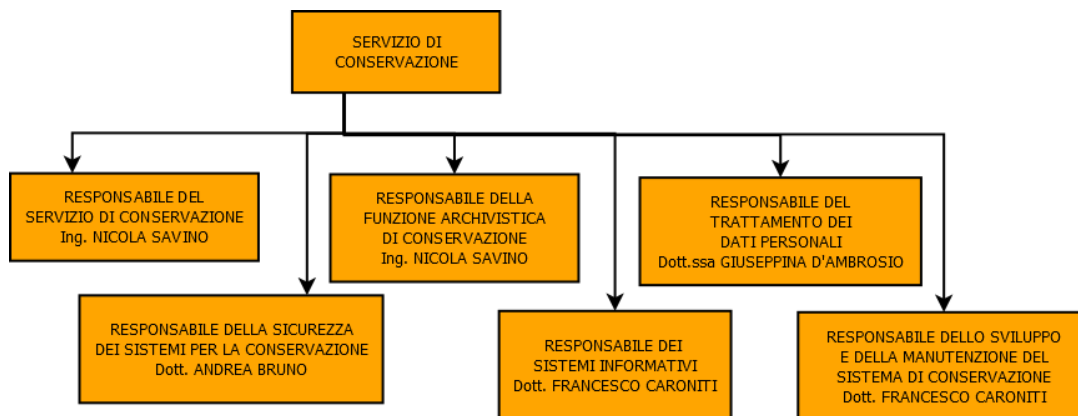 SERVIZIO DI
CONSERVAZIONE
RESPONSABILE DEL
SERVIZIO DI CONSERVAZIONE
Ing. NICOLA SAVINO
RESPONSABILE DELLA
FUNZIONE ARCHIVISTICA
DI CONSERVAZIONE
Ing. NICOLA SAVINO
RESPONSABILE DEL
TRATTAMENTO DEI
DATI PERSONALI
Dott.ssa GIUSEPPINA D'AMBROSIO
RESPONSABILE DELLA SICUREZZA
DEI SISTEMI PER LA CONSERVAZIONE
Dott. ANDREA BRUNO
RESPONSABILE DEI
SISTEMI INFORMATIVI
Dott. FRANCESCO CARONITI
RESPONSABILE DELLO SVILUPPO
E DELLA MANUTENZIONE DEL
SISTEMA DI CONSERVAZIONE
Dott. FRANCESCO CARONITI